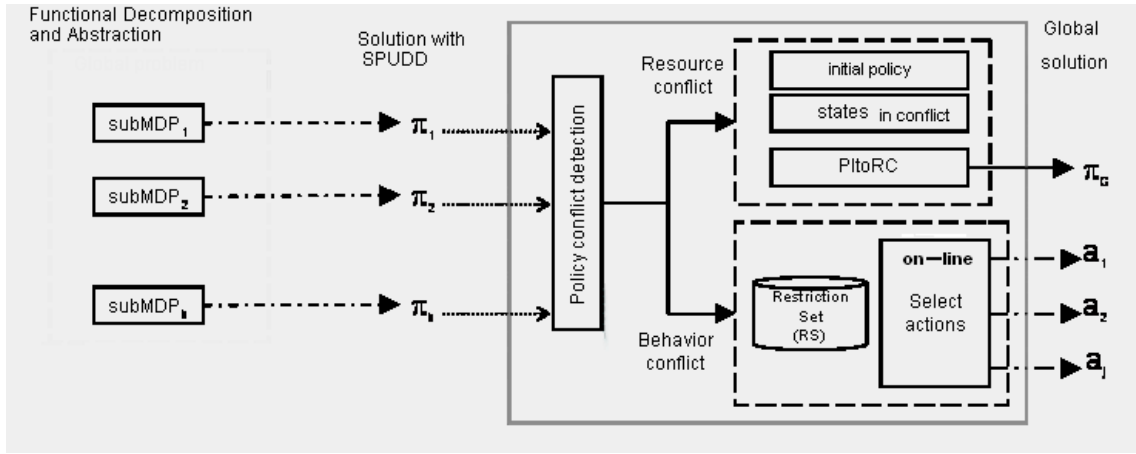 Functional Decomposition
and Abstraction
Solution with
SPUDD
Global
solution
subMDP₁
π₁
subMDP₂
π₂
subMDPₖ
πₖ
Policy conflict detection
Resource
conflict
initial policy
states in conflict
PItoRC
π_G
Behavior
conflict
Restriction
Set
(RS)
on–line
Select
actions
a₁
a₂
aⱼ